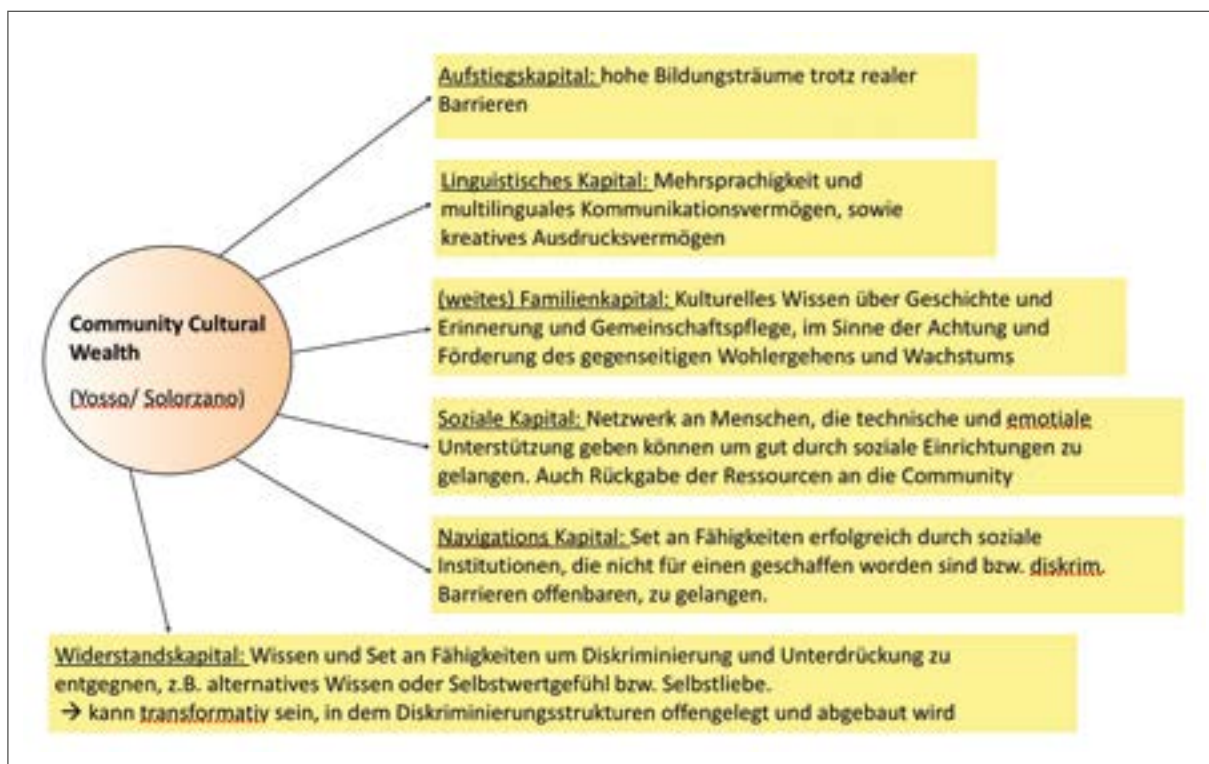 Aufstiegskapital: hohe Bildungsträume trotz realer
Barrieren
Linguistisches Kapital: Mehrsprachigkeit und
multilinguales Kommunikationsvermögen, sowie
kreatives Ausdrucksvermögen
Community Cultural
Wealth
(Yosso/ Solorzano)
(weites) Familienkapital: Kulturelles Wissen über Geschichte und
Erinnerung und Gemeinschaftspflege, im Sinne der Achtung und
Förderung des gegenseitigen Wohlergehens und Wachstums
Soziale Kapital: Netzwerk an Menschen, die technische und emotiale
Unterstützung geben können um gut durch soziale Einrichtungen zu
gelangen. Auch Rückgabe der Ressourcen an die Community
Navigations Kapital: Set an Fähigkeiten erfolgreich durch soziale
Institutionen, die nicht für einen geschaffen worden sind bzw. diskrim.
Barrieren offenbaren, zu gelangen.
Widerstandskapital: Wissen und Set an Fähigkeiten um Diskriminierung und Unterdrückung zu
entgegnen, z.B. alternatives Wissen oder Selbstwertgefühl bzw. Selbstliebe.
→ kann transformativ sein, in dem Diskriminierungsstrukturen offengelegt und abgebaut wird